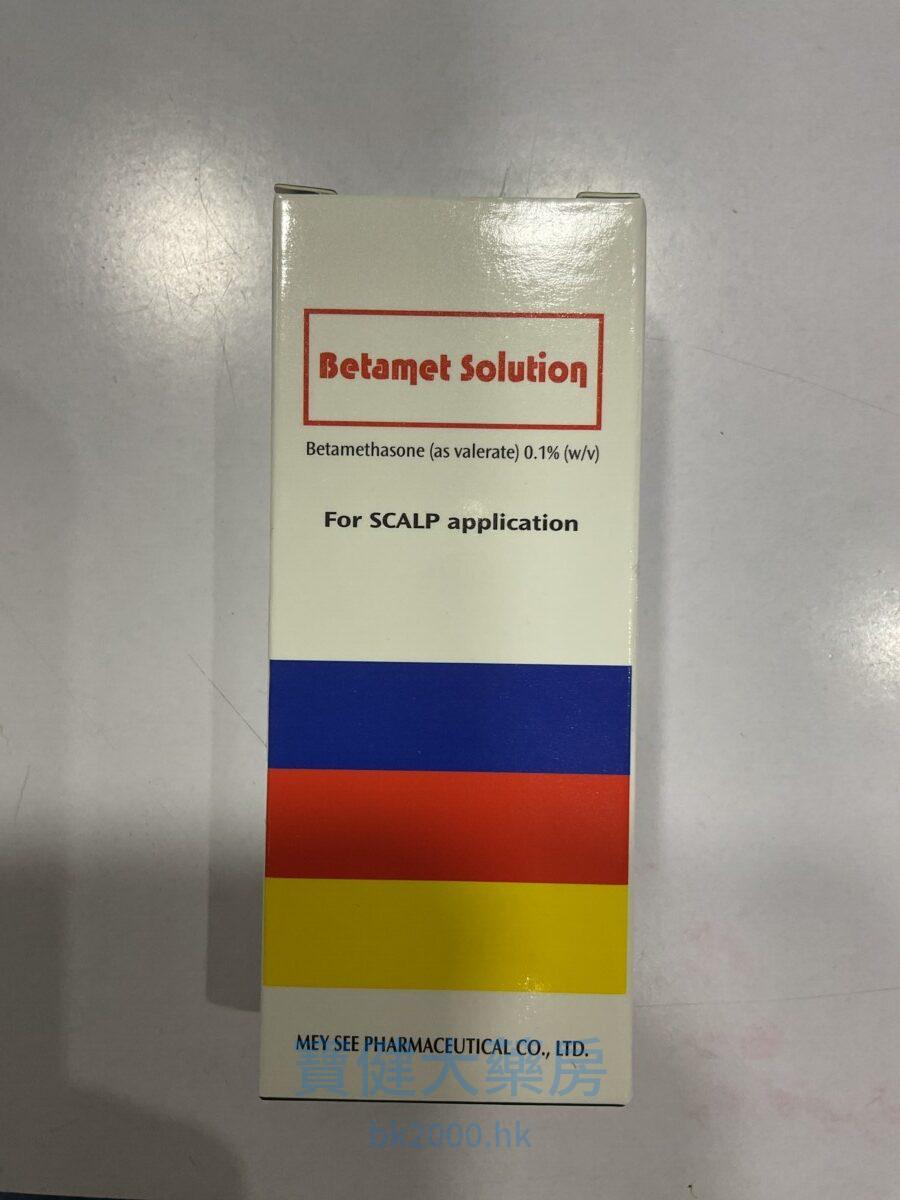 Betamet Solution
Betamethasone (as valerate) 0.1% (w/v)
For SCALP application
MEY SEE PHARMACEUTICAL CO., LTD.
寶健大藥房
bk2000.hk